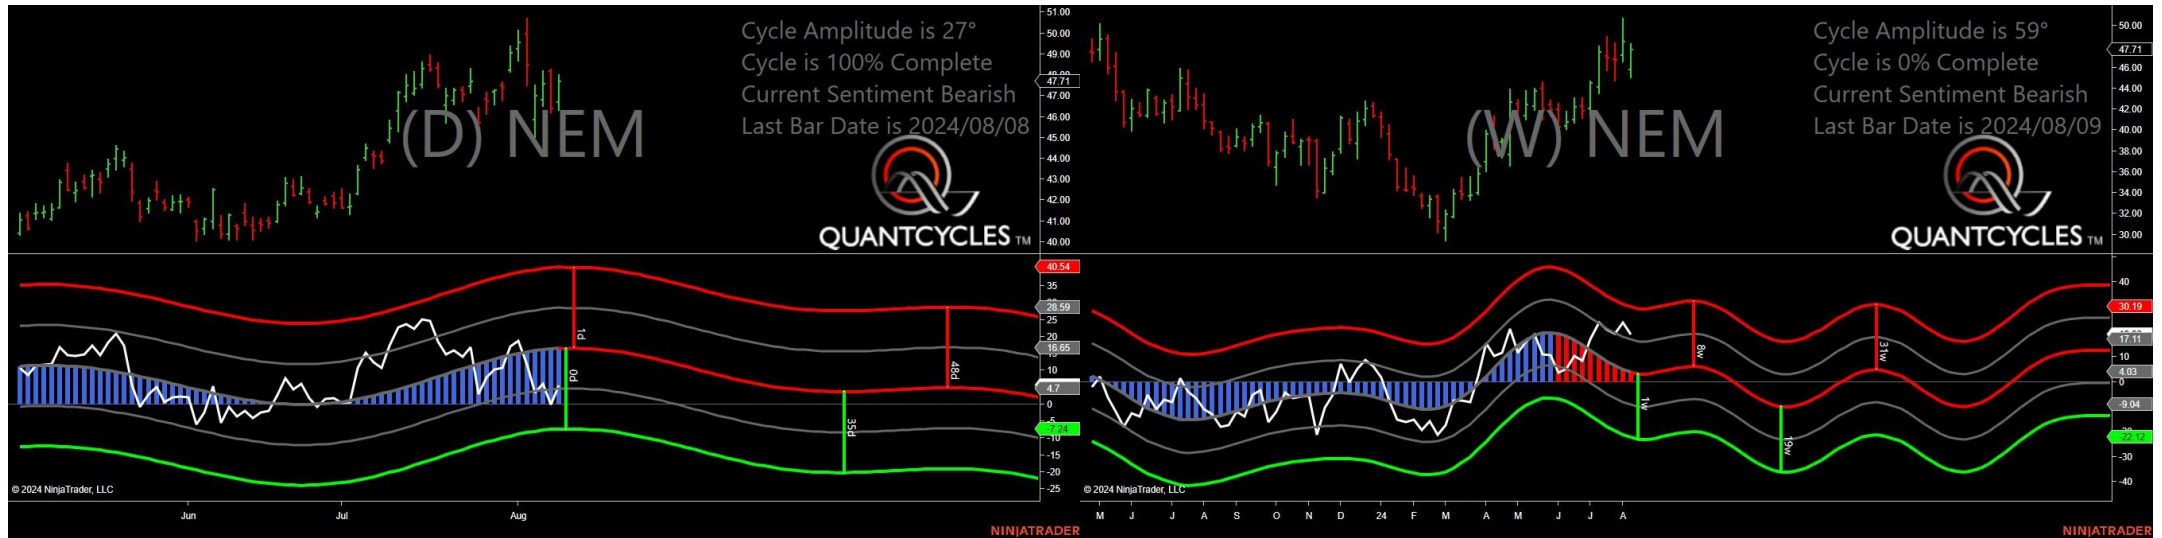 Cycle Amplitude is 27°
Cycle is 100% Complete
Current Sentiment Bearish
Last Bar Date is 2024/08/08
(D) NEM
QUANTCYCLES TM
51.00
50.00
49.00
48.00
47.71
47.00
46.00
45.00
44.00
43.00
42.00
41.00
40.00
40.54
35
28.59
25
20
16.65
15
10
4.7
0
-5
-7.24
-10
-15
-20
-25
1d
0d
35d
48d
© 2024 NinjaTrader, LLC
Jun
Jul
Aug
NINJATRADER
Cycle Amplitude is 59°
Cycle is 0% Complete
Current Sentiment Bearish
Last Bar Date is 2024/08/09
(W) NEM
QUANTCYCLES TM
50.00
47.71
46.00
44.00
42.00
40.00
38.00
36.00
34.00
32.00
30.00
40
30.19
17.11
10
4.03
0
-9.04
-22.12
-30
-40
8w
1w
19w
31w
© 2024 NinjaTrader, LLC
M
J
J
A
S
O
N
D
24
F
M
A
M
J
J
A
NINJATRADER